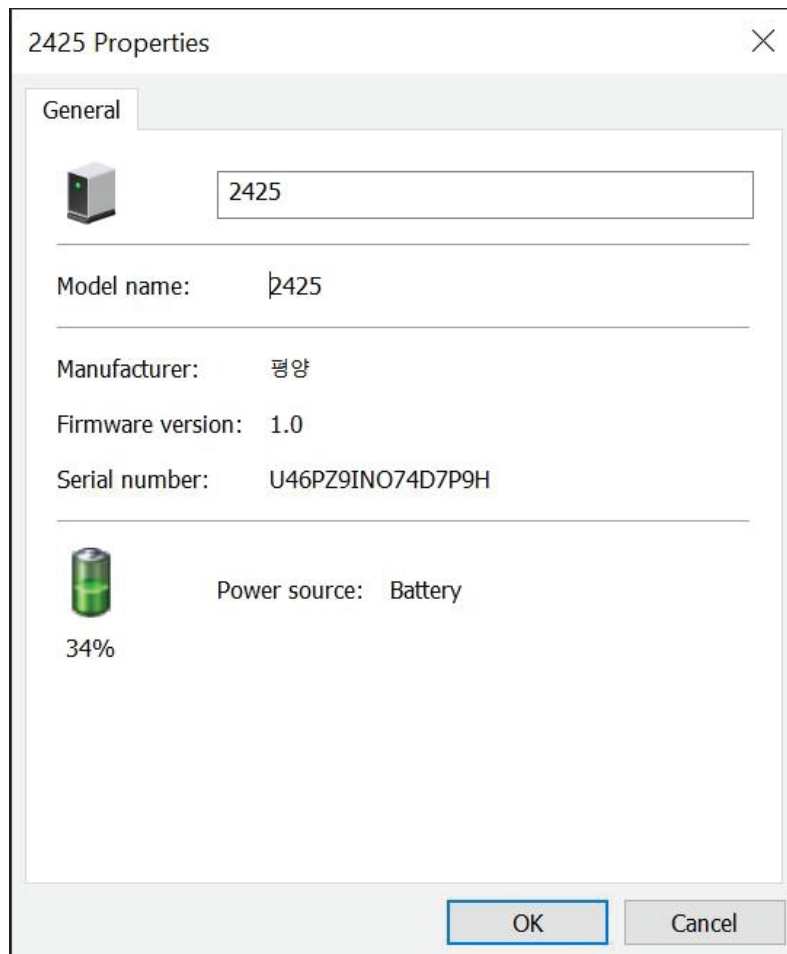 2425 Properties
General
2425
Model name: 2425
Manufacturer: 평양
Firmware version: 1.0
Serial number: U46PZ9INO74D7P9H
Power source: Battery
34%
OK Cancel